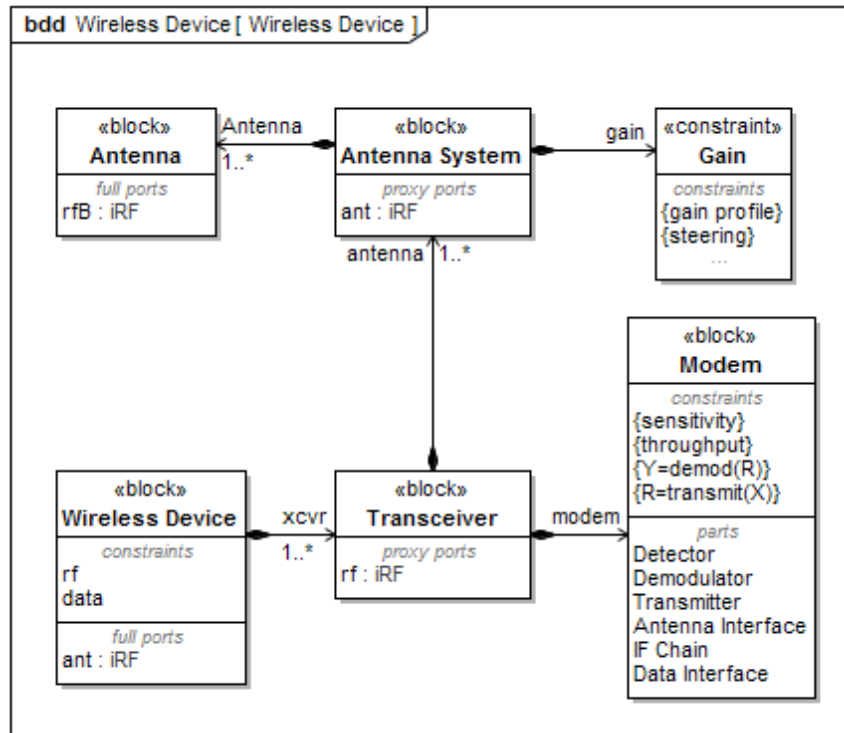 bdd Wireless Device [ Wireless Device ]
«block»
Antenna
full ports
rfB : iRF
Antenna
1..*
«block»
Antenna System
proxy ports
ant : iRF
gain
«constraint»
Gain
constraints
{gain profile}
{steering}
...
antenna
1..*
«block»
Modem
constraints
{sensitivity}
{throughput}
{Y=demod(R)}
{R=transmit(X)}
parts
Detector
Demodulator
Transmitter
Antenna Interface
IF Chain
Data Interface
«block»
Wireless Device
constraints
rf
data
full ports
ant : iRF
xcvr
1..*
«block»
Transceiver
proxy ports
rf : iRF
modem